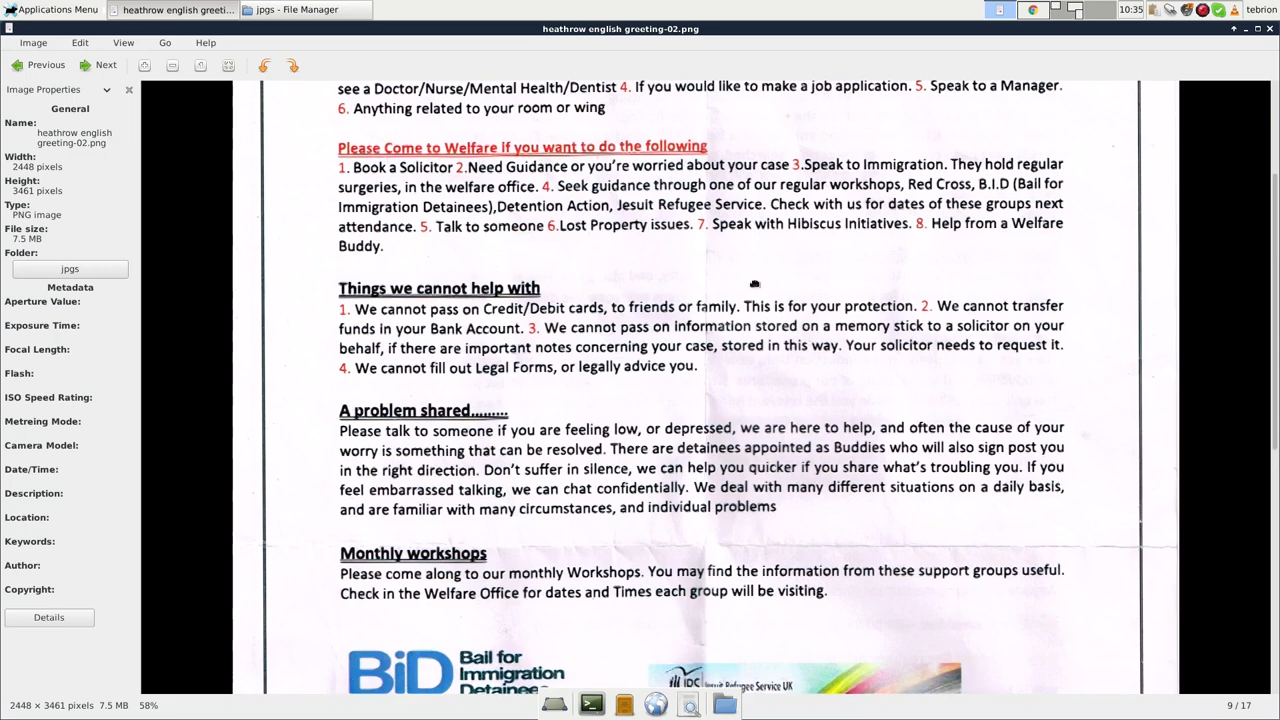 Applications Menu
heathrow english greeti...
jpgs - File Manager
10:35
tebrion
heathrow english greeting-02.png
Image
Edit
View
Go
Help
Previous
Next
Image Properties
General
Name:
heathrow english
greeting-02.png
Width:
2448 pixels
Height:
3461 pixels
Type:
PNG image
File size:
7.5 MB
Folder:
jpgs
Metadata
Aperture Value:
Exposure Time:
Focal Length:
Flash:
ISO Speed Rating:
Metreing Mode:
Camera Model:
Date/Time:
Description:
Location:
Keywords:
Author:
Copyright:
Details
see a Doctor/Nurse/Mental Health/Dentist 4. If you would like to make a job application. 5. Speak to a Manager.
6. Anything related to your room or wing
Please Come to Welfare if you want to do the following
1. Book a Solicitor 2.Need Guidance or you're worried about your case 3.Speak to Immigration. They hold regular
surgeries, in the welfare office. 4. Seek guidance through one of our regular workshops, Red Cross, B.I.D (Bail for
Immigration Detainees),Detention Action, Jesuit Refugee Service. Check with us for dates of these groups next
attendance. 5. Talk to someone 6.Lost Property issues. 7. Speak with Hibiscus Initiatives. 8. Help from a Welfare
Buddy.
Things we cannot help with
1. We cannot pass on Credit/Debit cards, to friends or family. This is for your protection. 2. We cannot transfer
funds in your Bank Account. 3. We cannot pass on information stored on a memory stick to a solicitor on your
behalf, if there are important notes concerning your case, stored in this way. Your solicitor needs to request it.
4. We cannot fill out Legal Forms, or legally advice you.
A problem shared........
Please talk to someone if you are feeling low, or depressed, we are here to help, and often the cause of your
worry is something that can be resolved. There are detainees appointed as Buddies who will also sign post you
in the right direction. Don't suffer in silence, we can help you quicker if you share what's troubling you. If you
feel embarrassed talking, we can chat confidentially. We deal with many different situations on a daily basis,
and are familiar with many circumstances, and individual problems
Monthly workshops
Please come along to our monthly Workshops. You may find the information from these support groups useful.
Check in the Welfare Office for dates and Times each group will be visiting.
BiD
Bail for
Immigration
Detainees
IDC
Jesuit Refugee Service UK
2448 × 3461 pixels 7.5 MB 58%
9 / 17